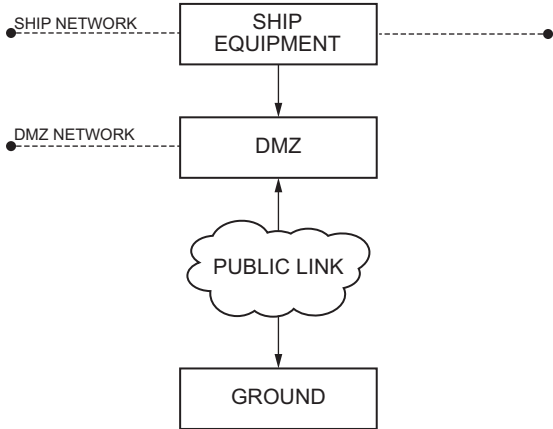 SHIP NETWORK
SHIP
EQUIPMENT
DMZ NETWORK
DMZ
PUBLIC LINK
GROUND